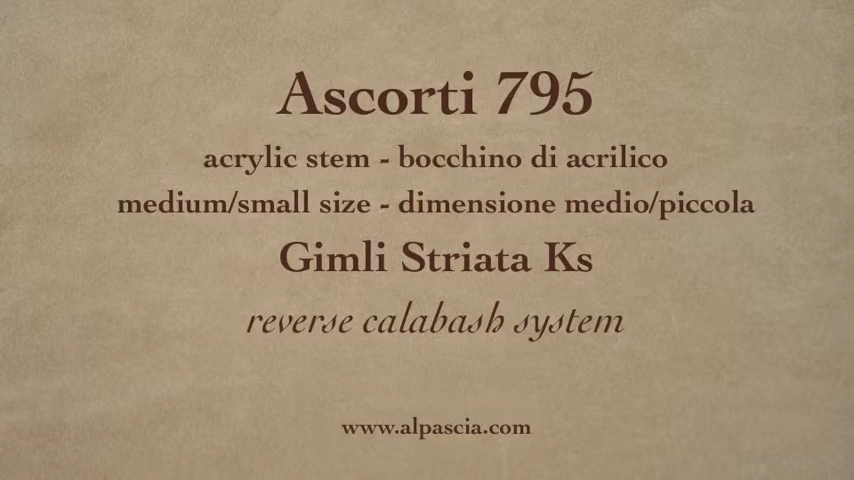 Ascorti 795
acrylic stem - bocchino di acrilico
medium/small size - dimensione medio/piccola
Gimli Striata Ks
reverse calabash system
www.alpascia.com